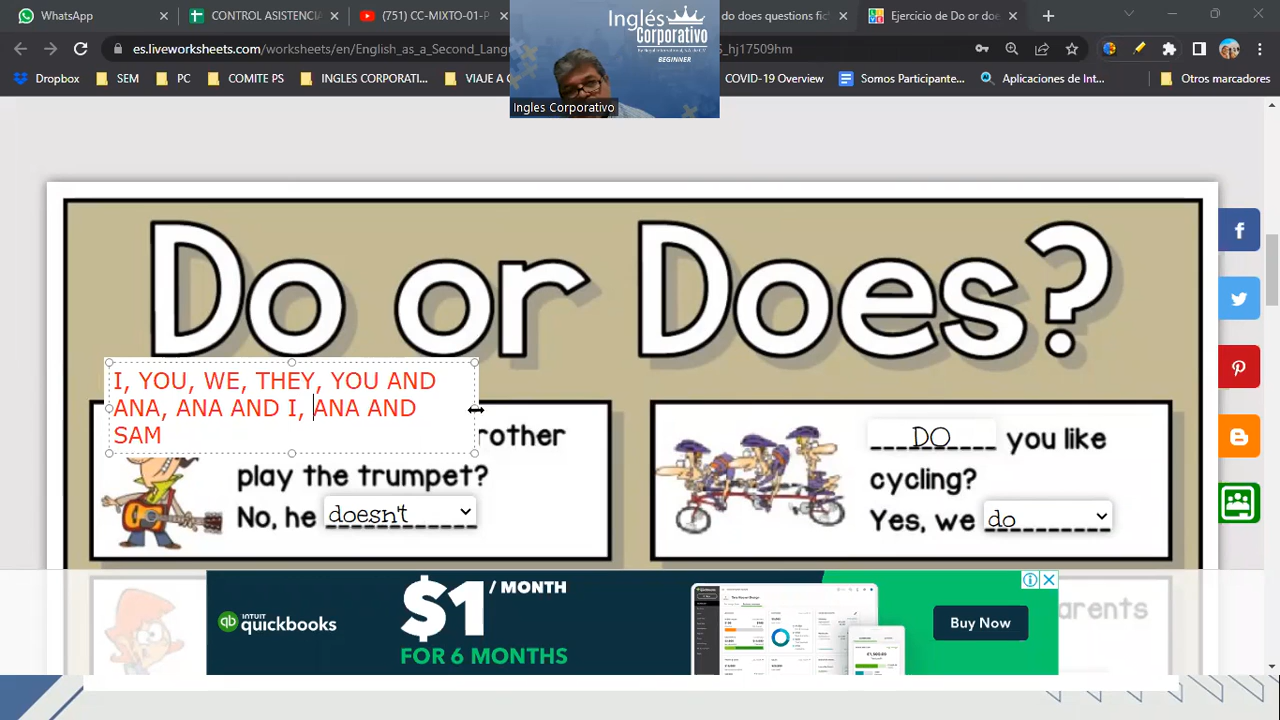 WhatsApp
CONTROL ASISTENCIA
(751) CC-MIXTO-01-P
do does questions fic
Ejercicio de Do or doe
es.liveworksheets.com/worksheets/en/English_as_a_Second_Lang
5_hj17509hm
Dropbox
SEM
PC
COMITE PS
INGLES CORPORATI...
VIAJE A
COVID-19 Overview
Somos Participante...
Aplicaciones de Int...
Otros marcadores
Inglés
Corporativo
BEGINNER
Ingles Corporativo
Do or Does?
I, YOU, WE, THEY, YOU AND
ANA, ANA AND I, ANA AND
SAM
rother
play the trumpet?
No, he doesn't
DO you like
cycling?
Yes, we do
arents
INTUIT
quickbooks
$1 / MONTH
FOR MONTHS
Buy Now